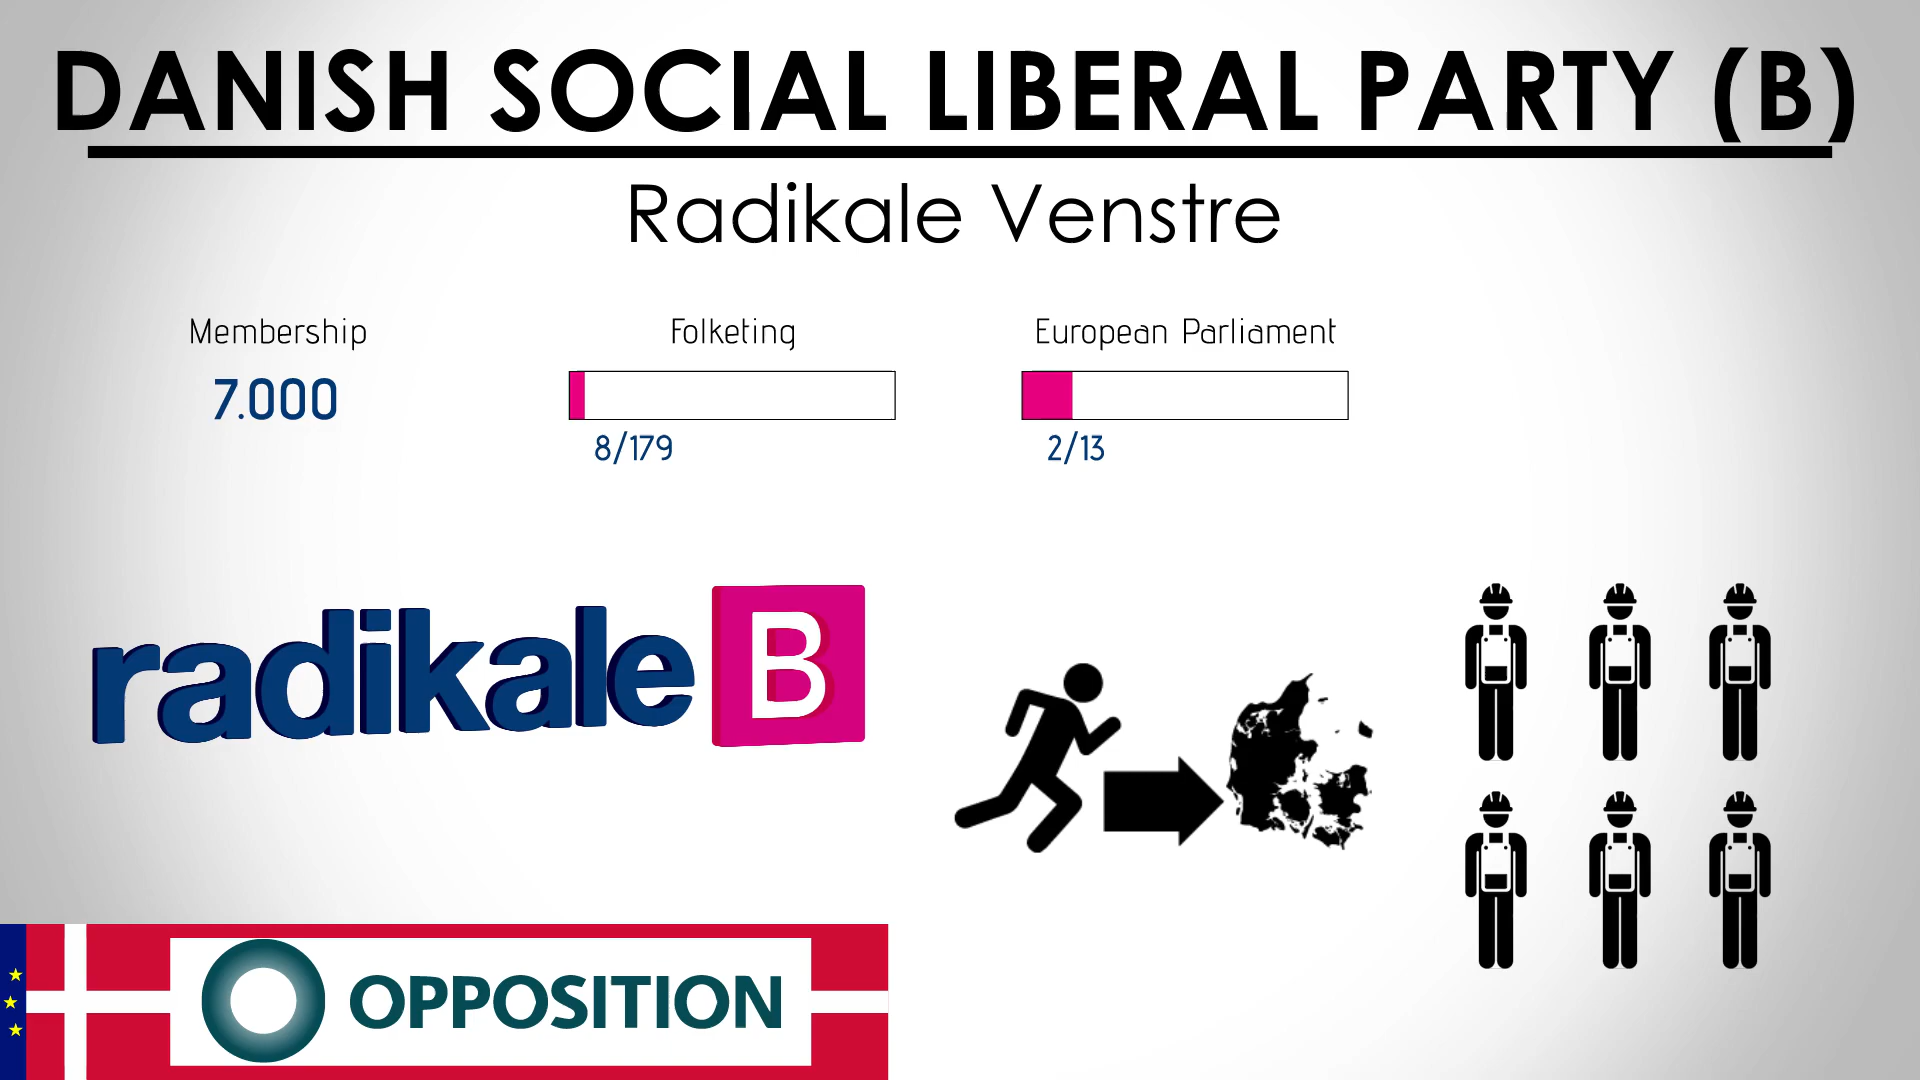 DANISH SOCIAL LIBERAL PARTY (B)
Radikale Venstre
Membership
7.000
Folketing
8/179
European Parliament
2/13
radikale B
OPPOSITION